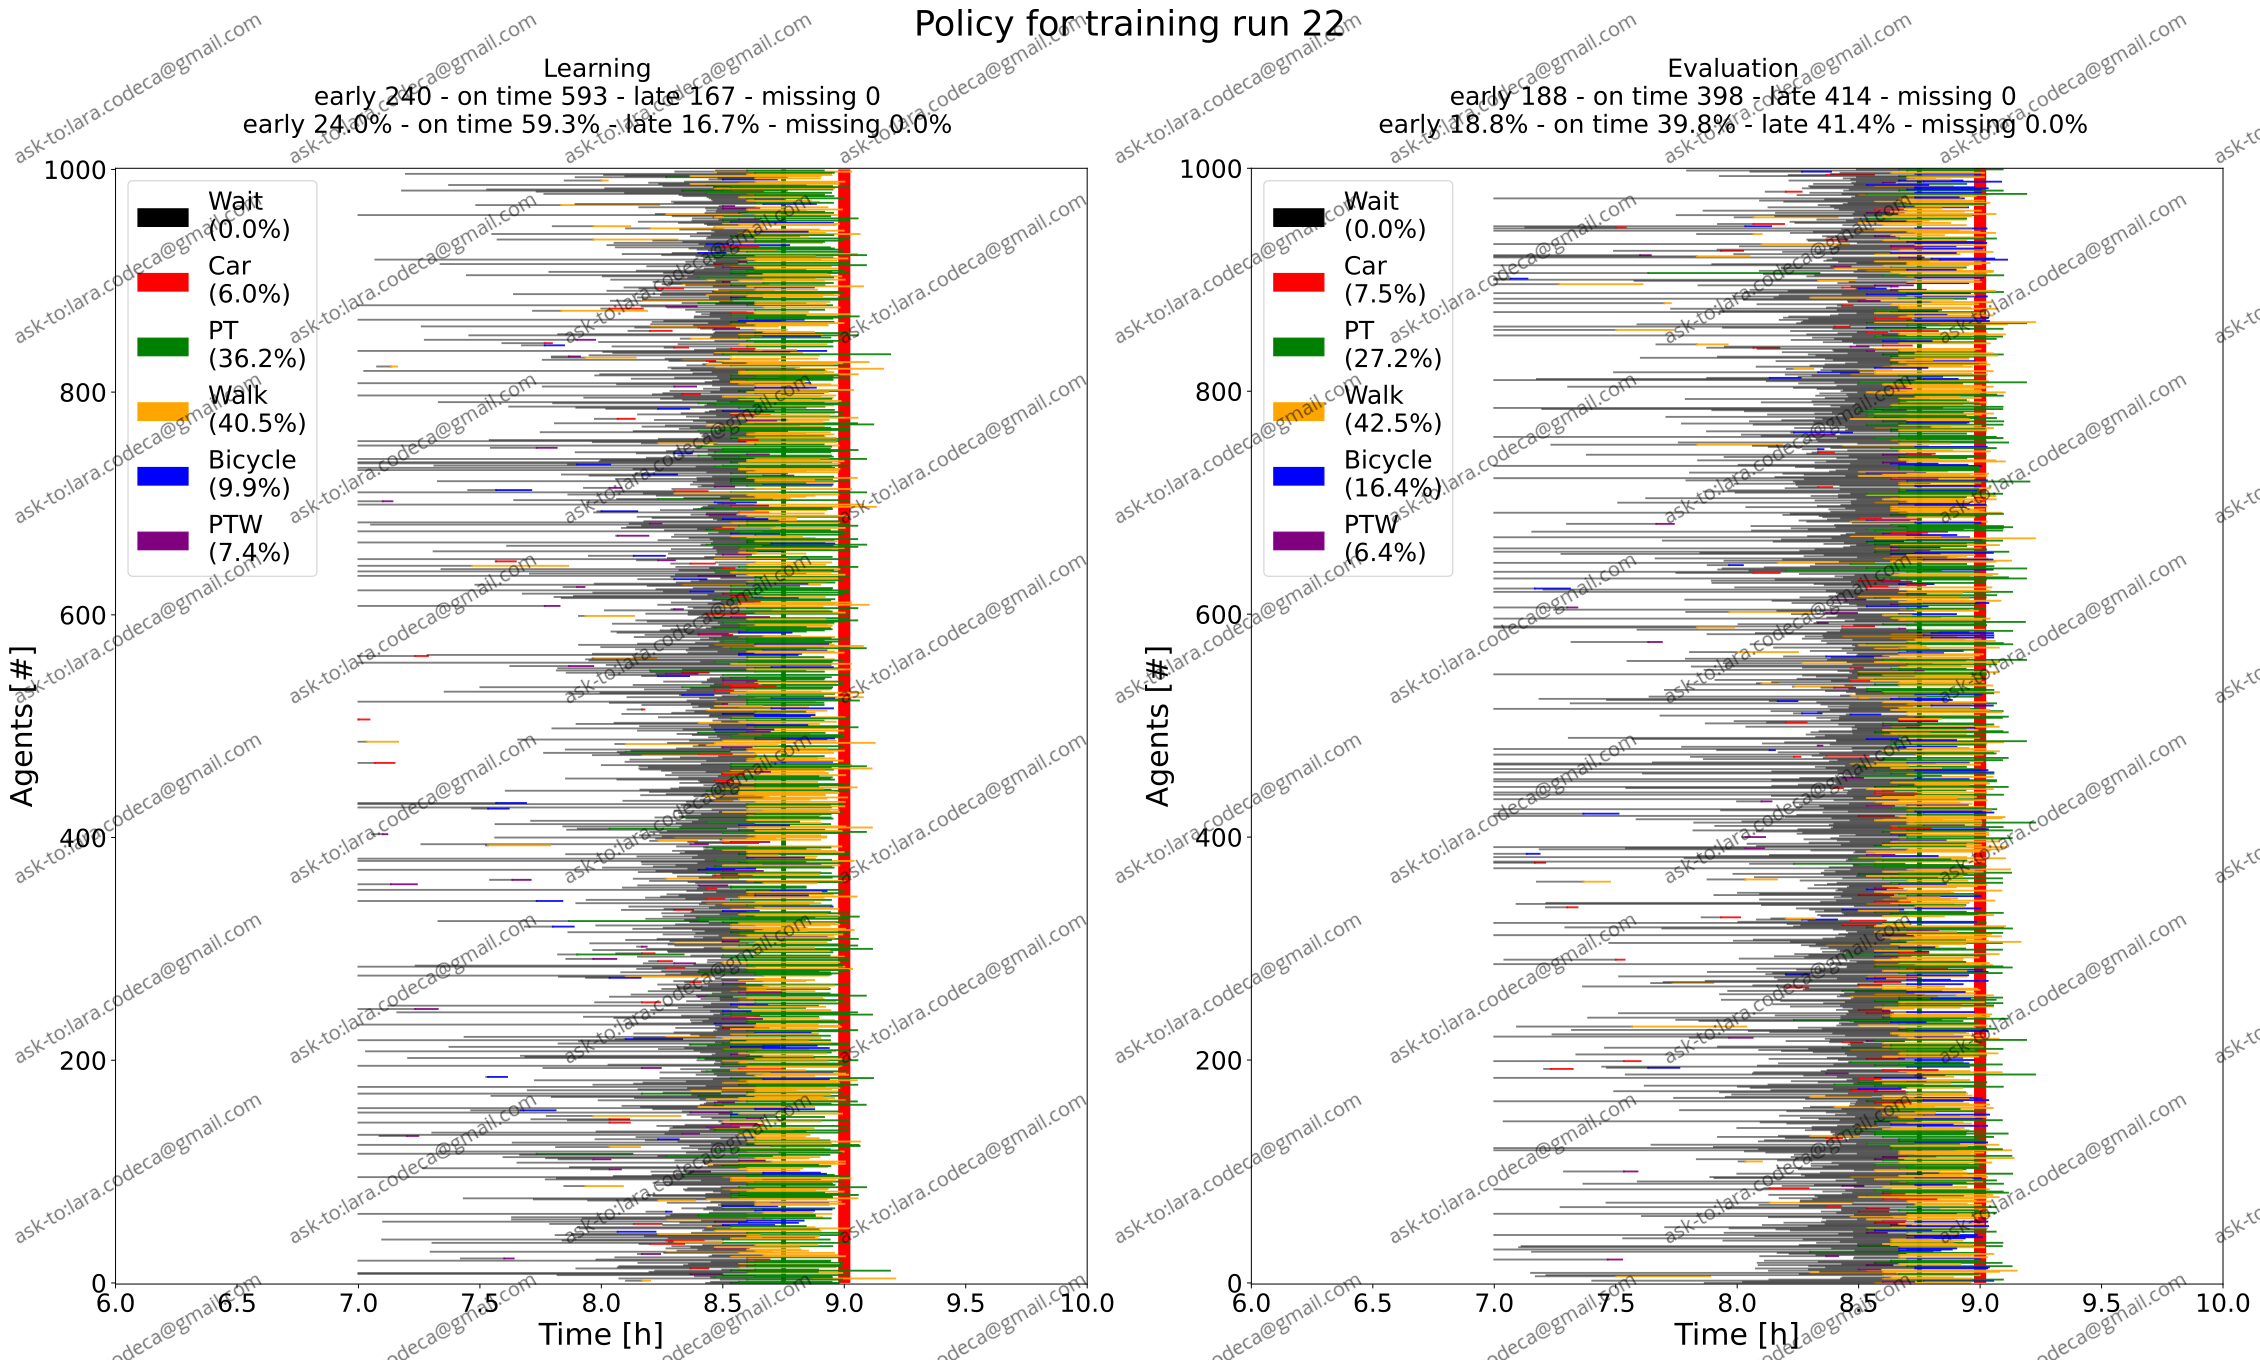 Policy for training run 22
Learning
early 240 - on time 593 - late 167 - missing 0
early 24.0% - on time 59.3% - late 16.7% - missing 0.0%
Agents [#]
1000
800
600
400
200
0
Wait
(0.0%)
Car
(6.0%)
PT
(36.2%)
Walk
(40.5%)
Bicycle
(9.9%)
PTW
(7.4%)
6.0 6.5 7.0 7.5 8.0 8.5 9.0 9.5 10.0
Time [h]
Evaluation
early 188 - on time 398 - late 414 - missing 0
early 18.8% - on time 39.8% - late 41.4% - missing 0.0%
Agents [#]
1000
800
600
400
200
0
Wait
(0.0%)
Car
(7.5%)
PT
(27.2%)
Walk
(42.5%)
Bicycle
(16.4%)
PTW
(6.4%)
6.0 6.5 7.0 7.5 8.0 8.5 9.0 9.5 10.0
Time [h]
ask-to:lara.codeca@gmail.com